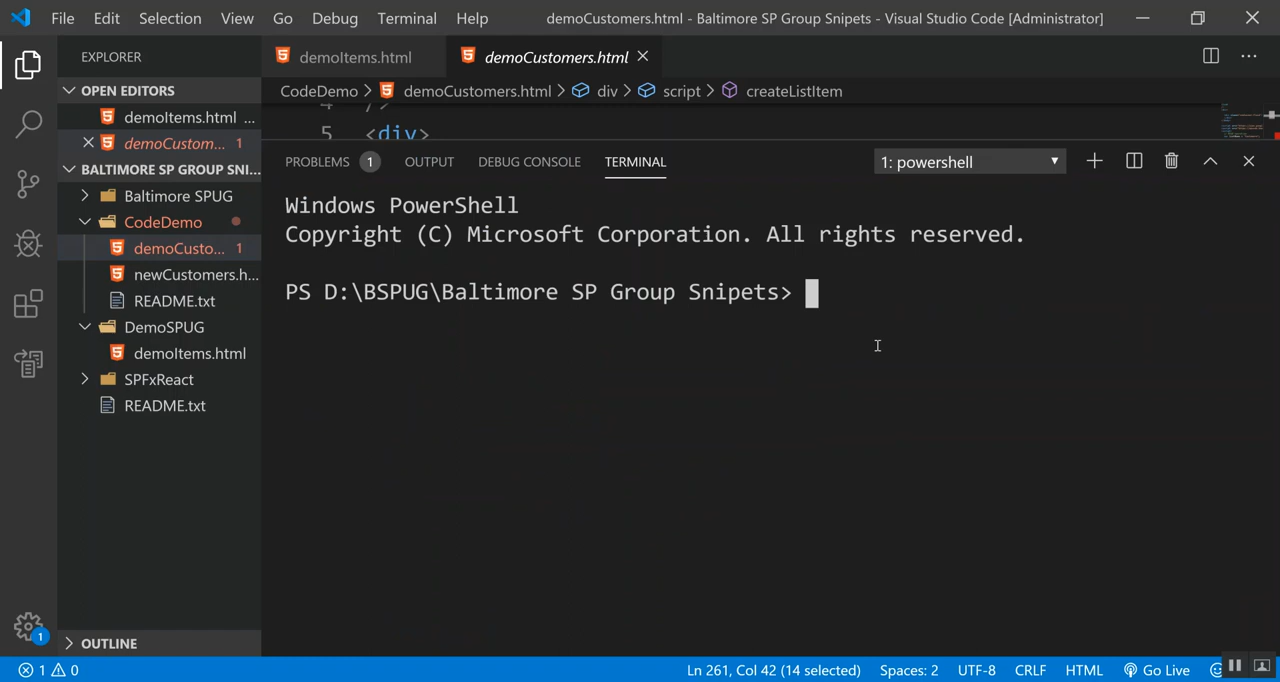 File Edit Selection View Go Debug Terminal Help demoCustomers.html - Baltimore SP Group Snipets - Visual Studio Code [Administrator]
EXPLORER
demoItems.html
demoCustomers.html
OPEN EDITORS
demoItems.html ...
demoCustom... 1
BALTIMORE SP GROUP SNI...
Baltimore SPUG
CodeDemo
demoCusto... 1
newCustomers.h...
README.txt
DemoSPUG
demoItems.html
SPFxReact
README.txt
OUTLINE
CodeDemo > demoCustomers.html > div > script > createListItem
4 />
5 <div>
PROBLEMS 1 OUTPUT DEBUG CONSOLE TERMINAL 1: powershell
Windows PowerShell
Copyright (C) Microsoft Corporation. All rights reserved.
PS D:\BSPUG\Baltimore SP Group Snipets>
1
1 0 Ln 261, Col 42 (14 selected) Spaces: 2 UTF-8 CRLF HTML Go Live